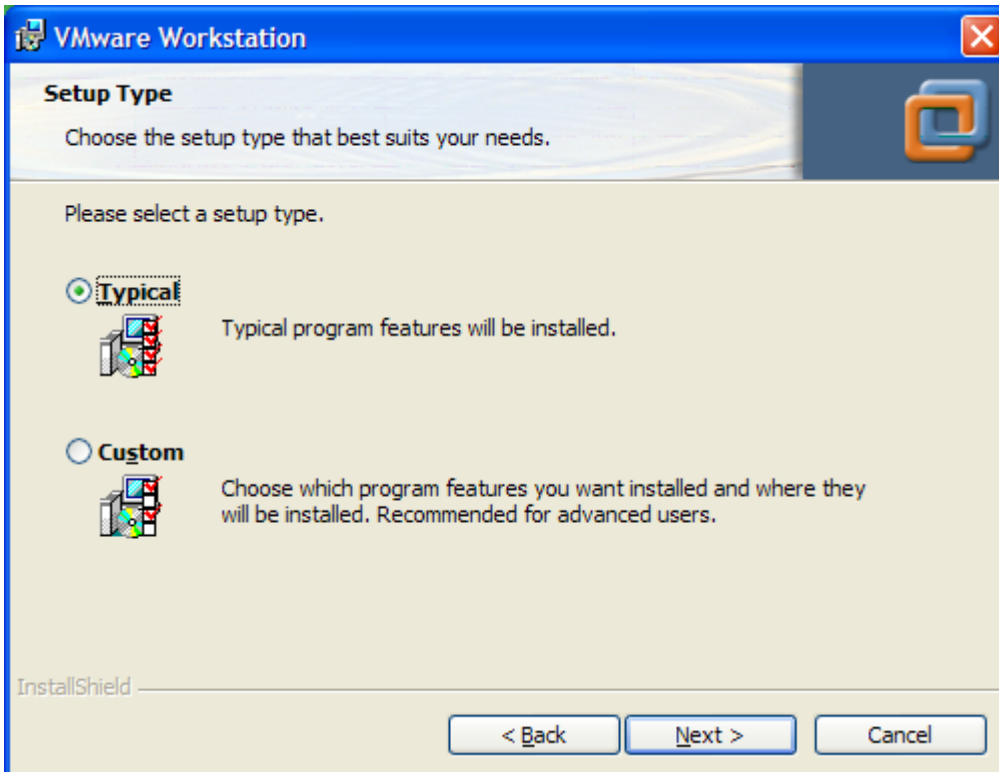 VMware Workstation
Setup Type
Choose the setup type that best suits your needs.
Please select a setup type.
Typical
Typical program features will be installed.
Custom
Choose which program features you want installed and where they
will be installed. Recommended for advanced users.
InstallShield
< Back
Next >
Cancel